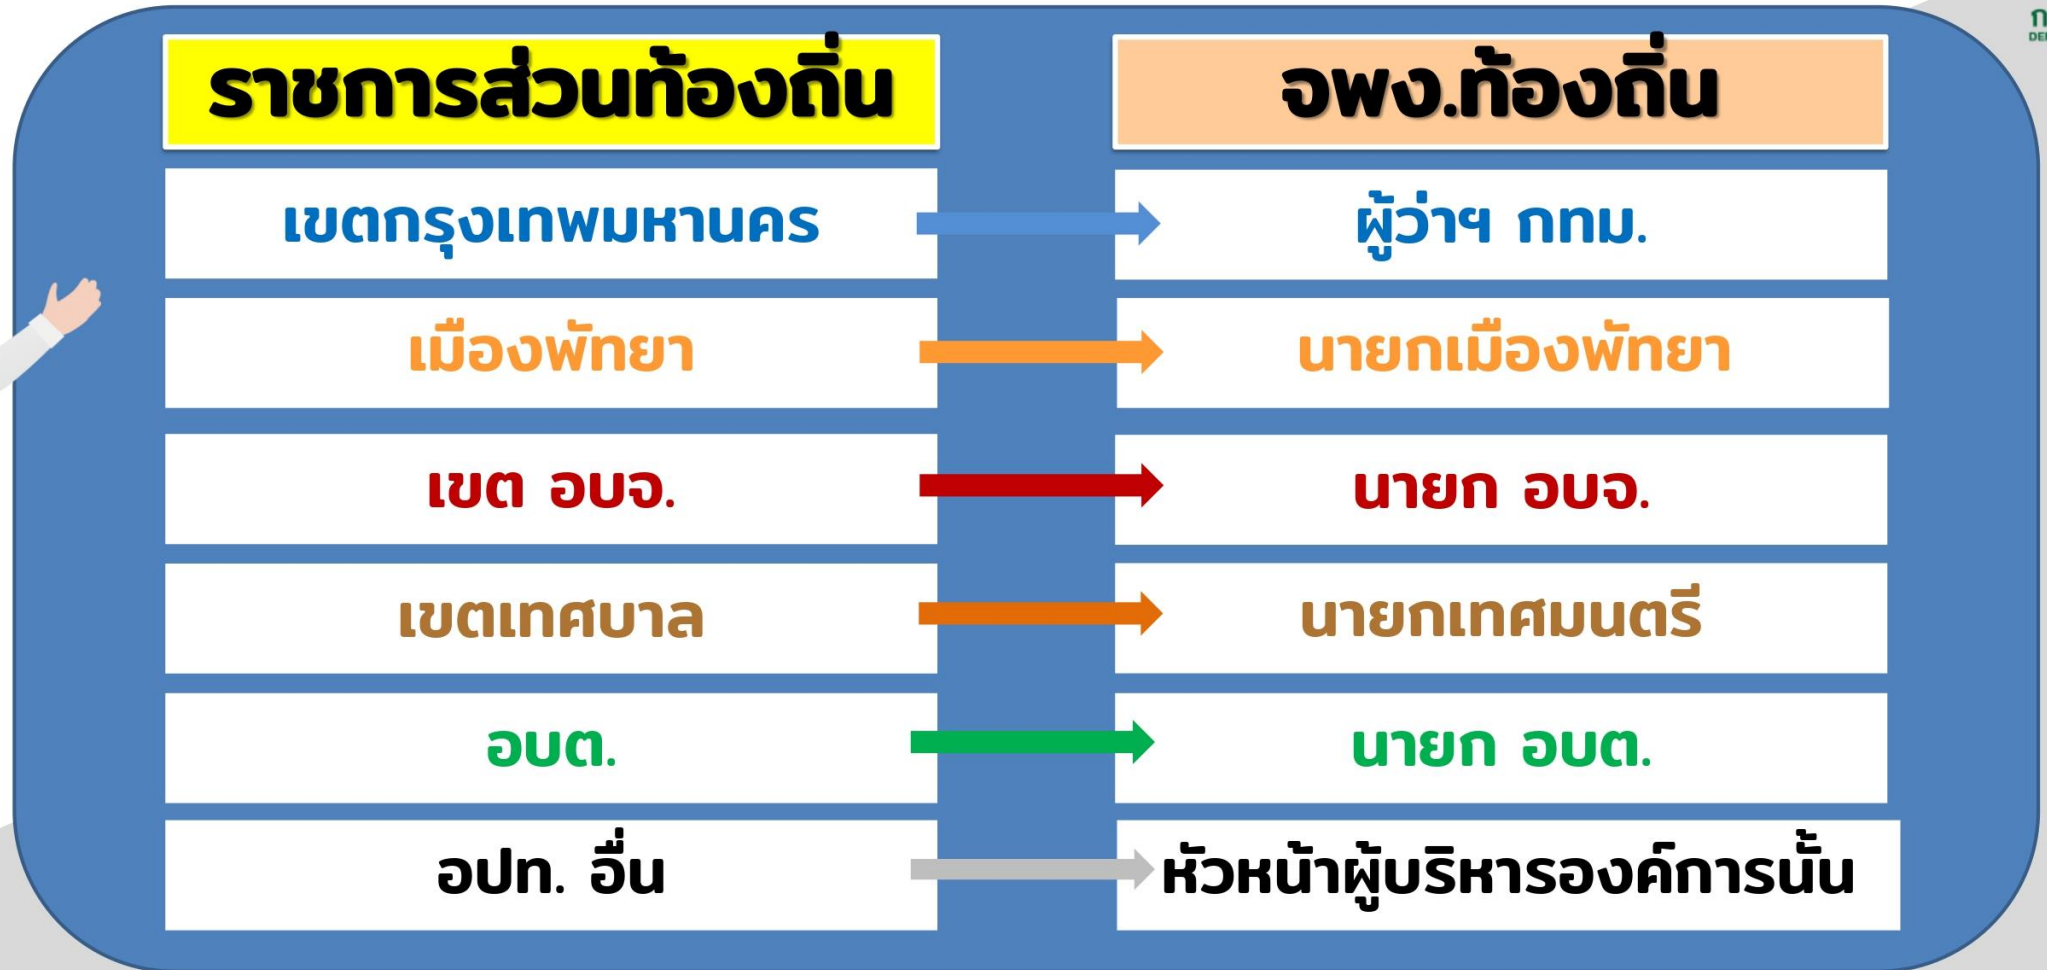 ราชการส่วนท้องถิ่น
จพง.ท้องถิ่น
เขตกรุงเทพมหานคร
ผู้ว่าฯ กทม.
เมืองพัทยา
นายกเมืองพัทยา
เขต อบจ.
นายก อบจ.
เขตเทศบาล
นายกเทศมนตรี
อบต.
นายก อบต.
อปท. อื่น
หัวหน้าผู้บริหารองค์การนั้น